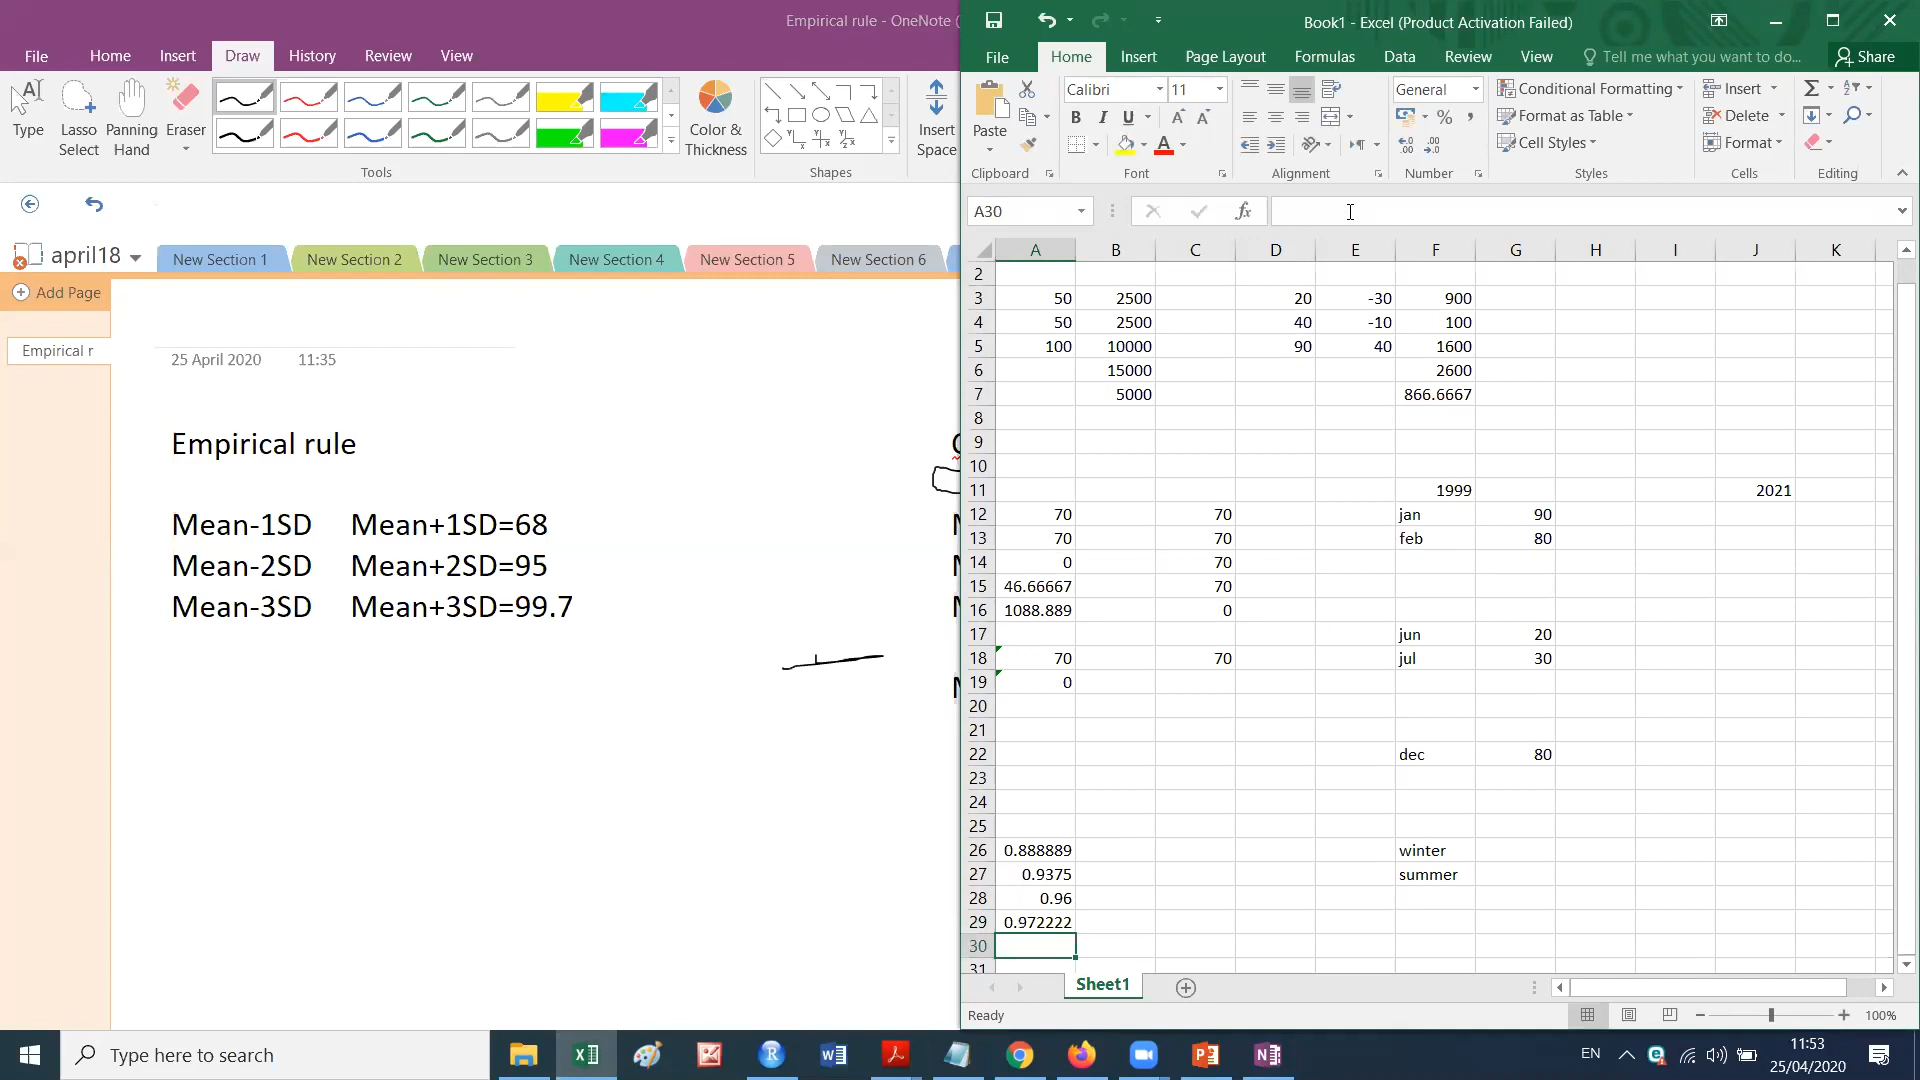 Empirical rule - OneNote (
File Home Insert Draw History Review View
Type
Lasso Select
Panning Hand
Eraser
Color & Thickness
Insert Space
Tools
Shapes
april18
New Section 1
New Section 2
New Section 3
New Section 4
New Section 5
New Section 6
Add Page
Empirical r
25 April 2020 11:35
Empirical rule
Mean-1SD Mean+1SD=68
Mean-2SD Mean+2SD=95
Mean-3SD Mean+3SD=99.7
Book1 - Excel (Product Activation Failed)
File Home Insert Page Layout Formulas Data Review View Tell me what you want to do... Share
Paste
Calibri 11
B I U
General
Conditional Formatting
Format as Table
Cell Styles
Insert
Delete
Format
Clipboard Font Alignment Number Styles Cells Editing
A30 fx
A B C D E F G H I J K
2
3 50 2500 20 -30 900
4 50 2500 40 -10 100
5 100 10000 90 40 1600
6 15000 2600
7 5000 866.6667
8
9
10
11 1999 2021
12 70 70 jan 90
13 70 70 feb 80
14 0 70
15 46.66667 70
16 1088.889 0
17 jun 20
18 70 70 jul 30
19 0
20
21
22 dec 80
23
24
25
26 0.888889 winter
27 0.9375 summer
28 0.96
29 0.972222
30
31
Sheet1
Ready 100%
Type here to search
EN
11:53
25/04/2020